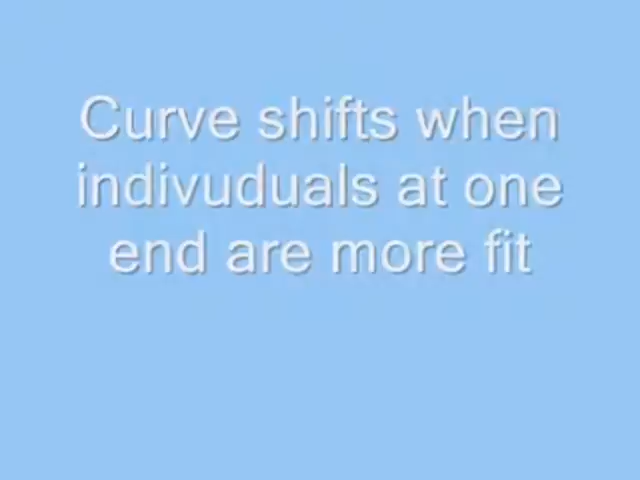 Curve shifts when
indivuduals at one
end are more fit